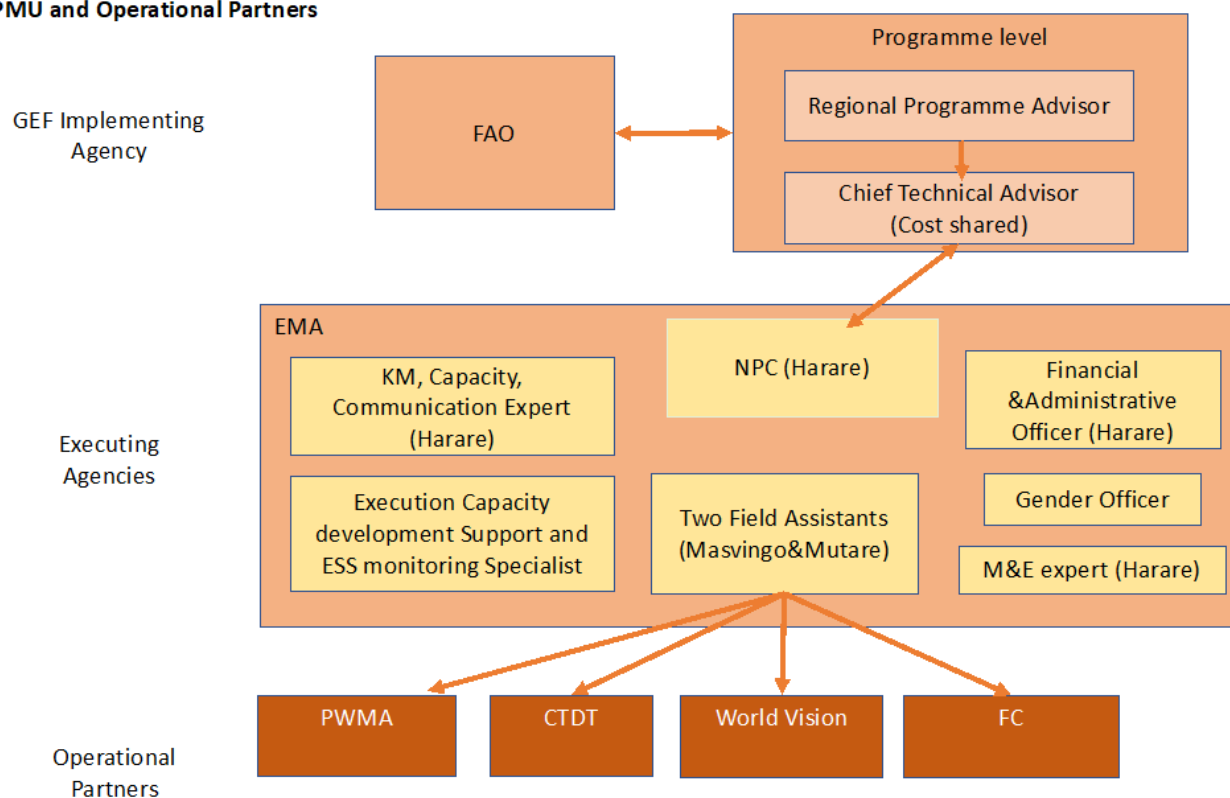 PMU and Operational Partners
Programme level
GEF Implementing
Agency
FAO
Regional Programme Advisor
Chief Technical Advisor
(Cost shared)
Executing
Agencies
EMA
KM, Capacity,
Communication Expert
(Harare)
NPC (Harare)
Financial
&Administrative
Officer (Harare)
Execution Capacity
development Support and
ESS monitoring Specialist
Two Field Assistants
(Masvingo&Mutare)
Gender Officer
M&E expert (Harare)
Operational
Partners
PWMA
CTDT
World Vision
FC